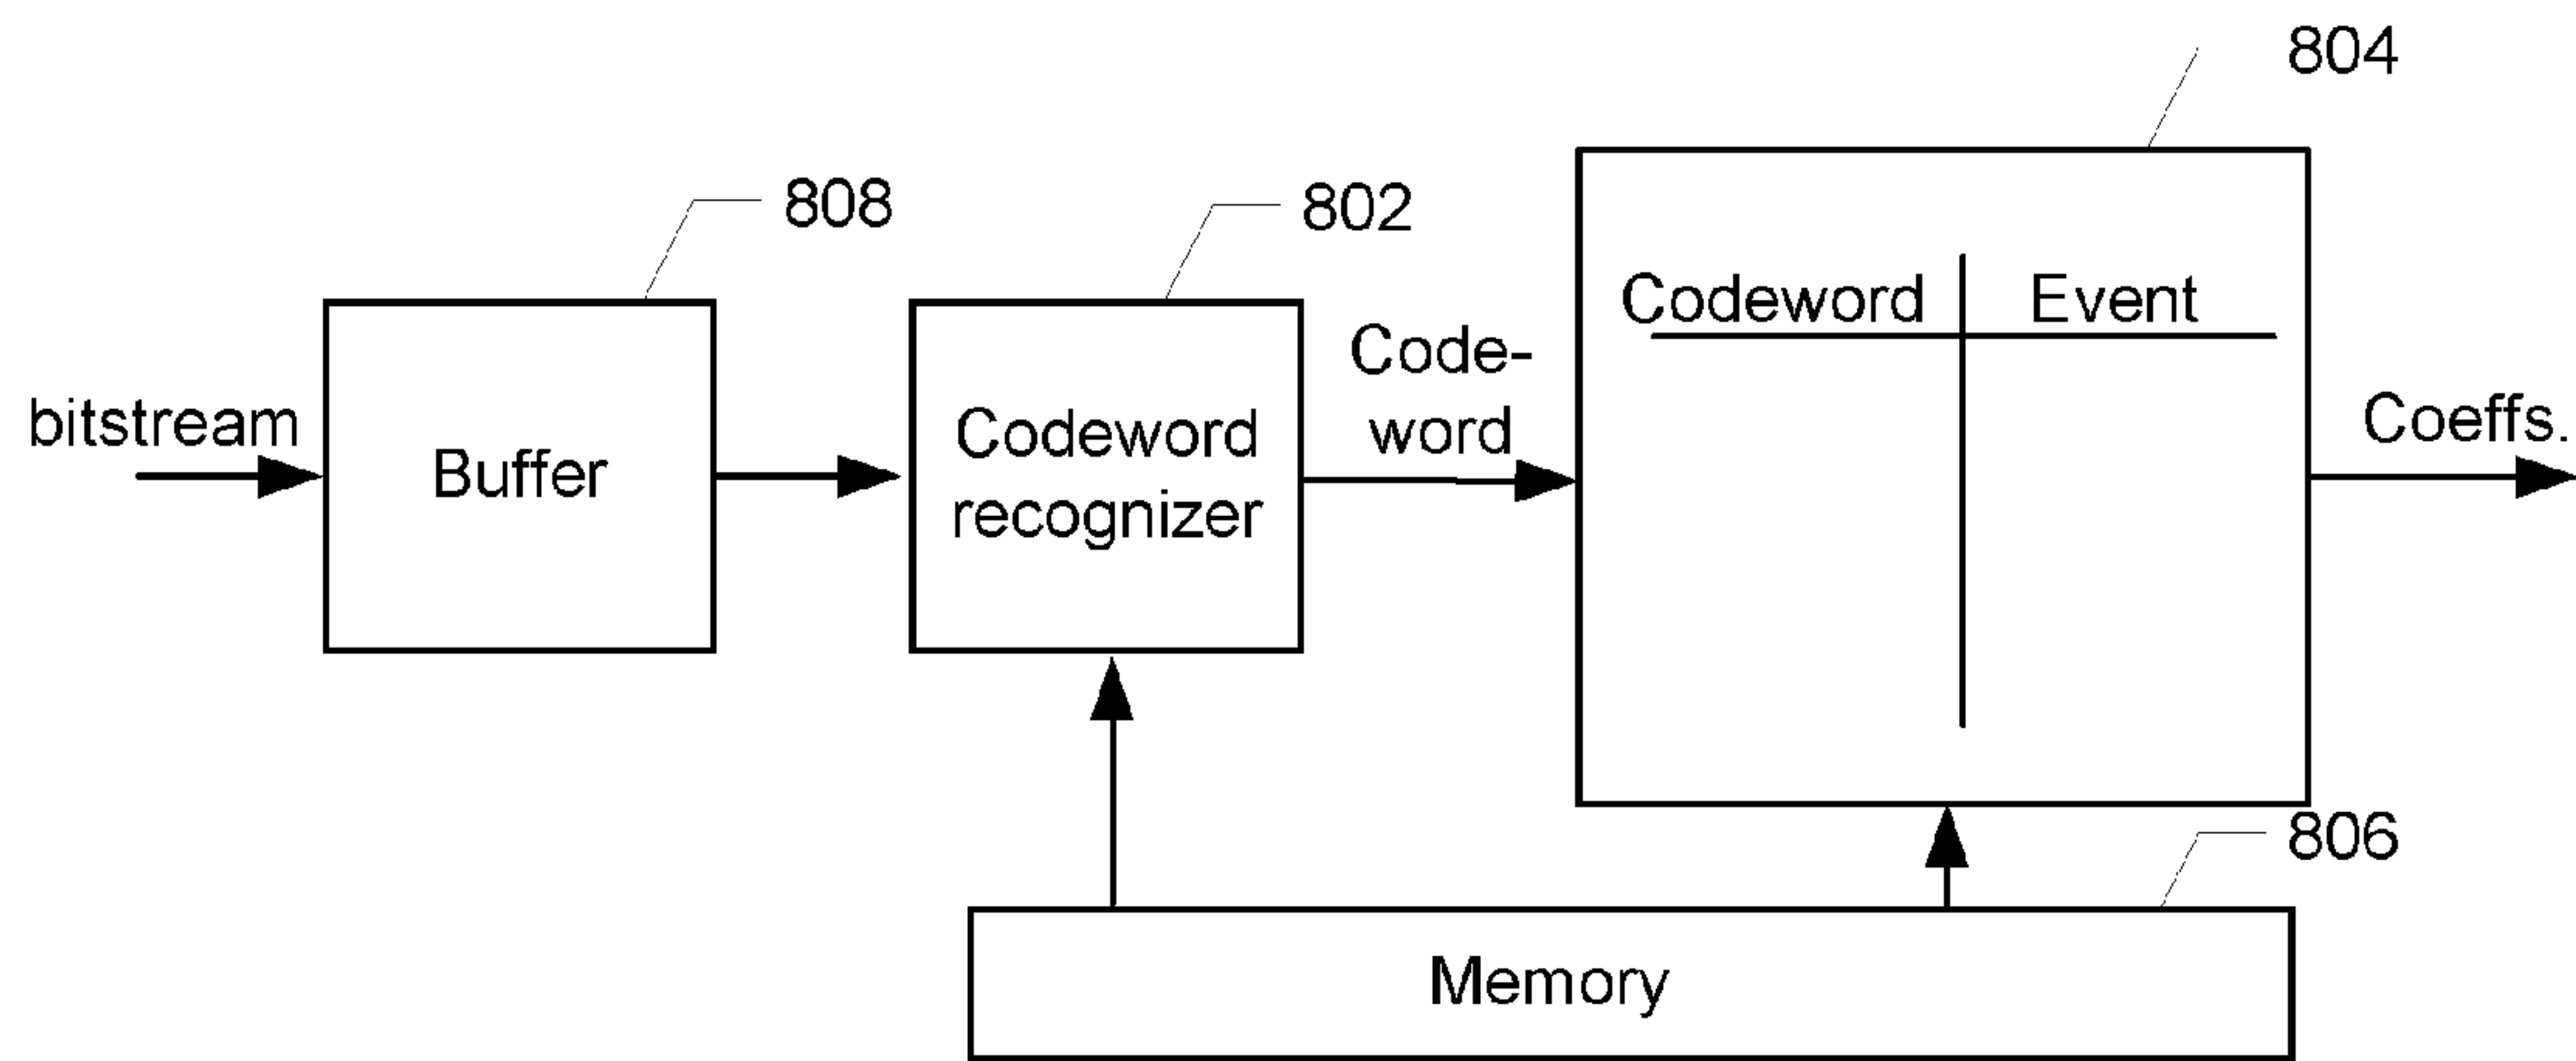 804
808
802
Codeword Event
Code-
word
bitstream
Buffer
Codeword
recognizer
Coeffs.
806
Memory